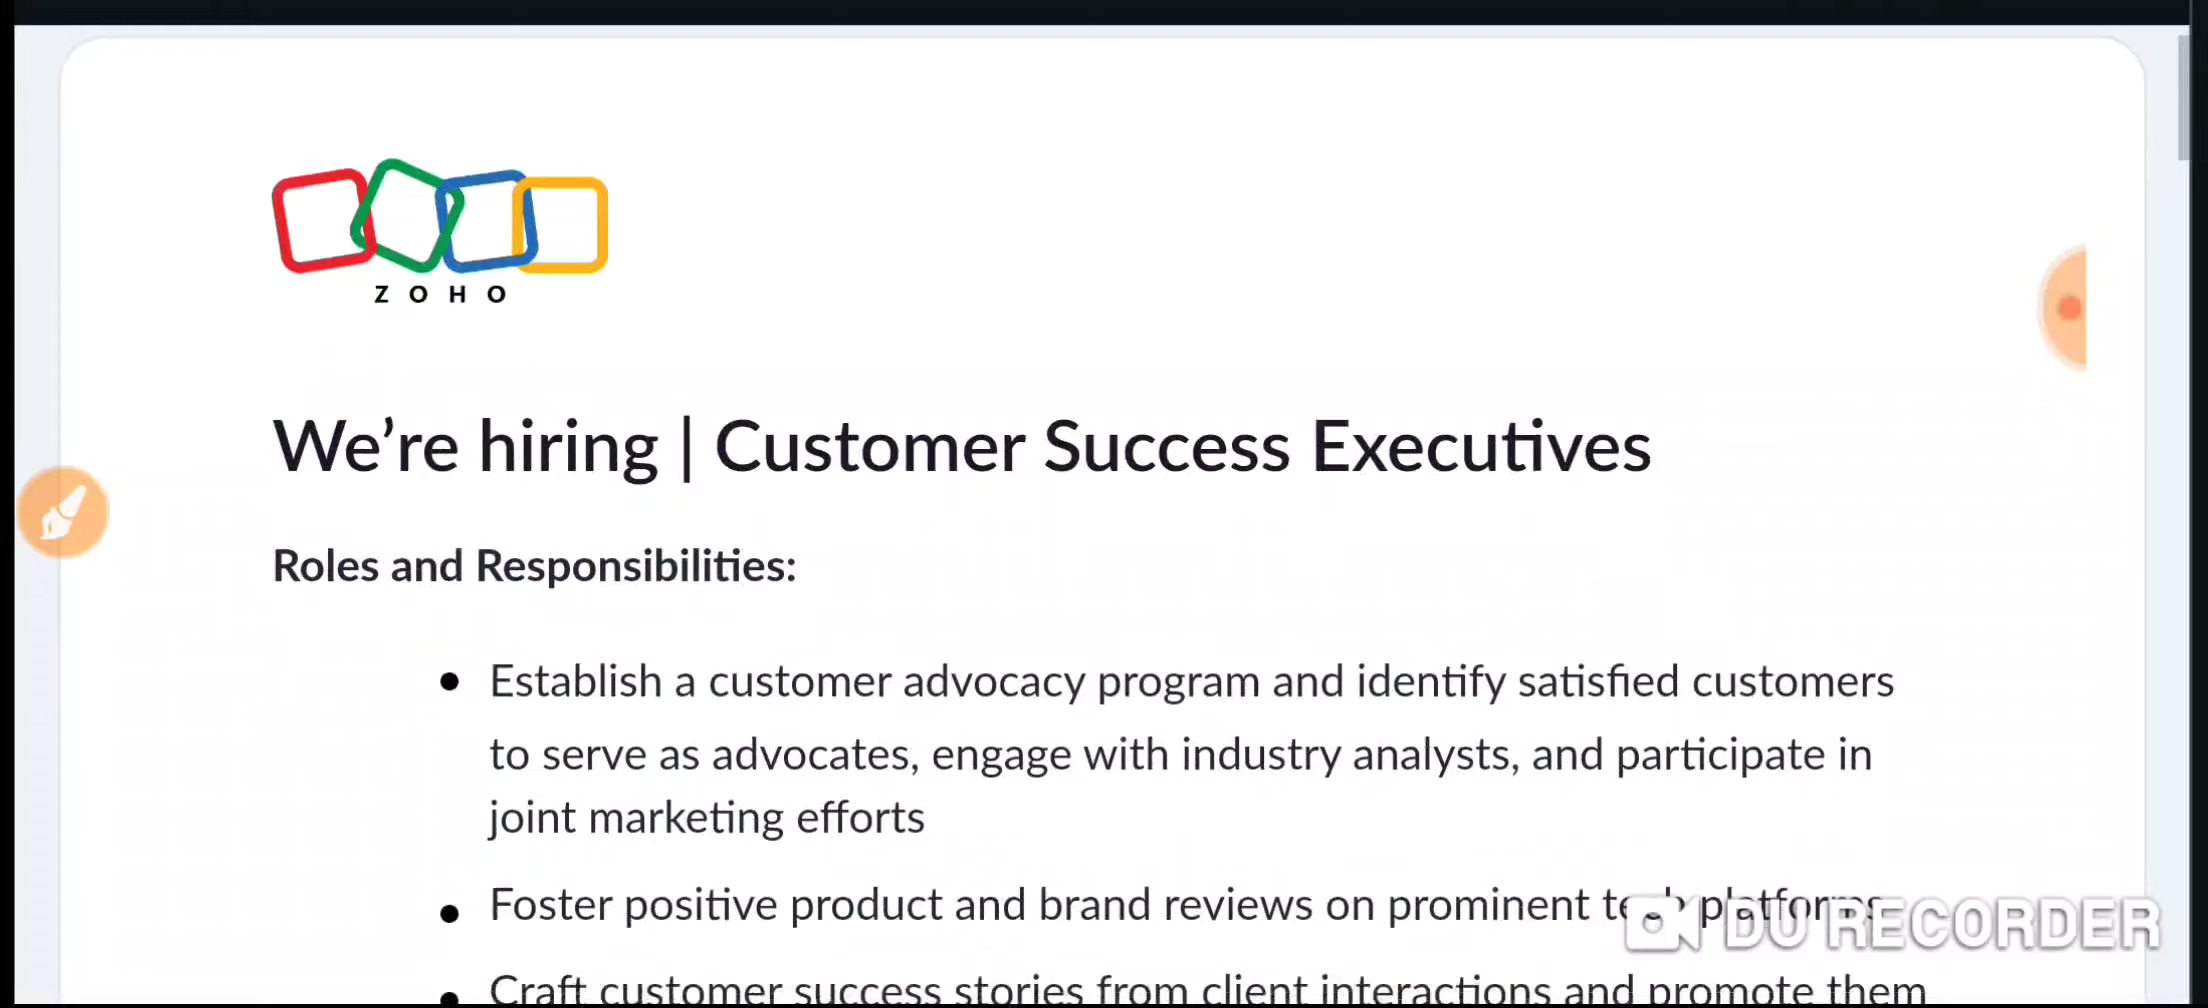 ZOHO
We’re hiring | Customer Success Executives
Roles and Responsibilities:
• Establish a customer advocacy program and identify satisfied customers
to serve as advocates, engage with industry analysts, and participate in
joint marketing efforts
• Foster positive product and brand reviews on prominent tech platforms
DU RECORDER
• Craft customer success stories from client interactions and promote them